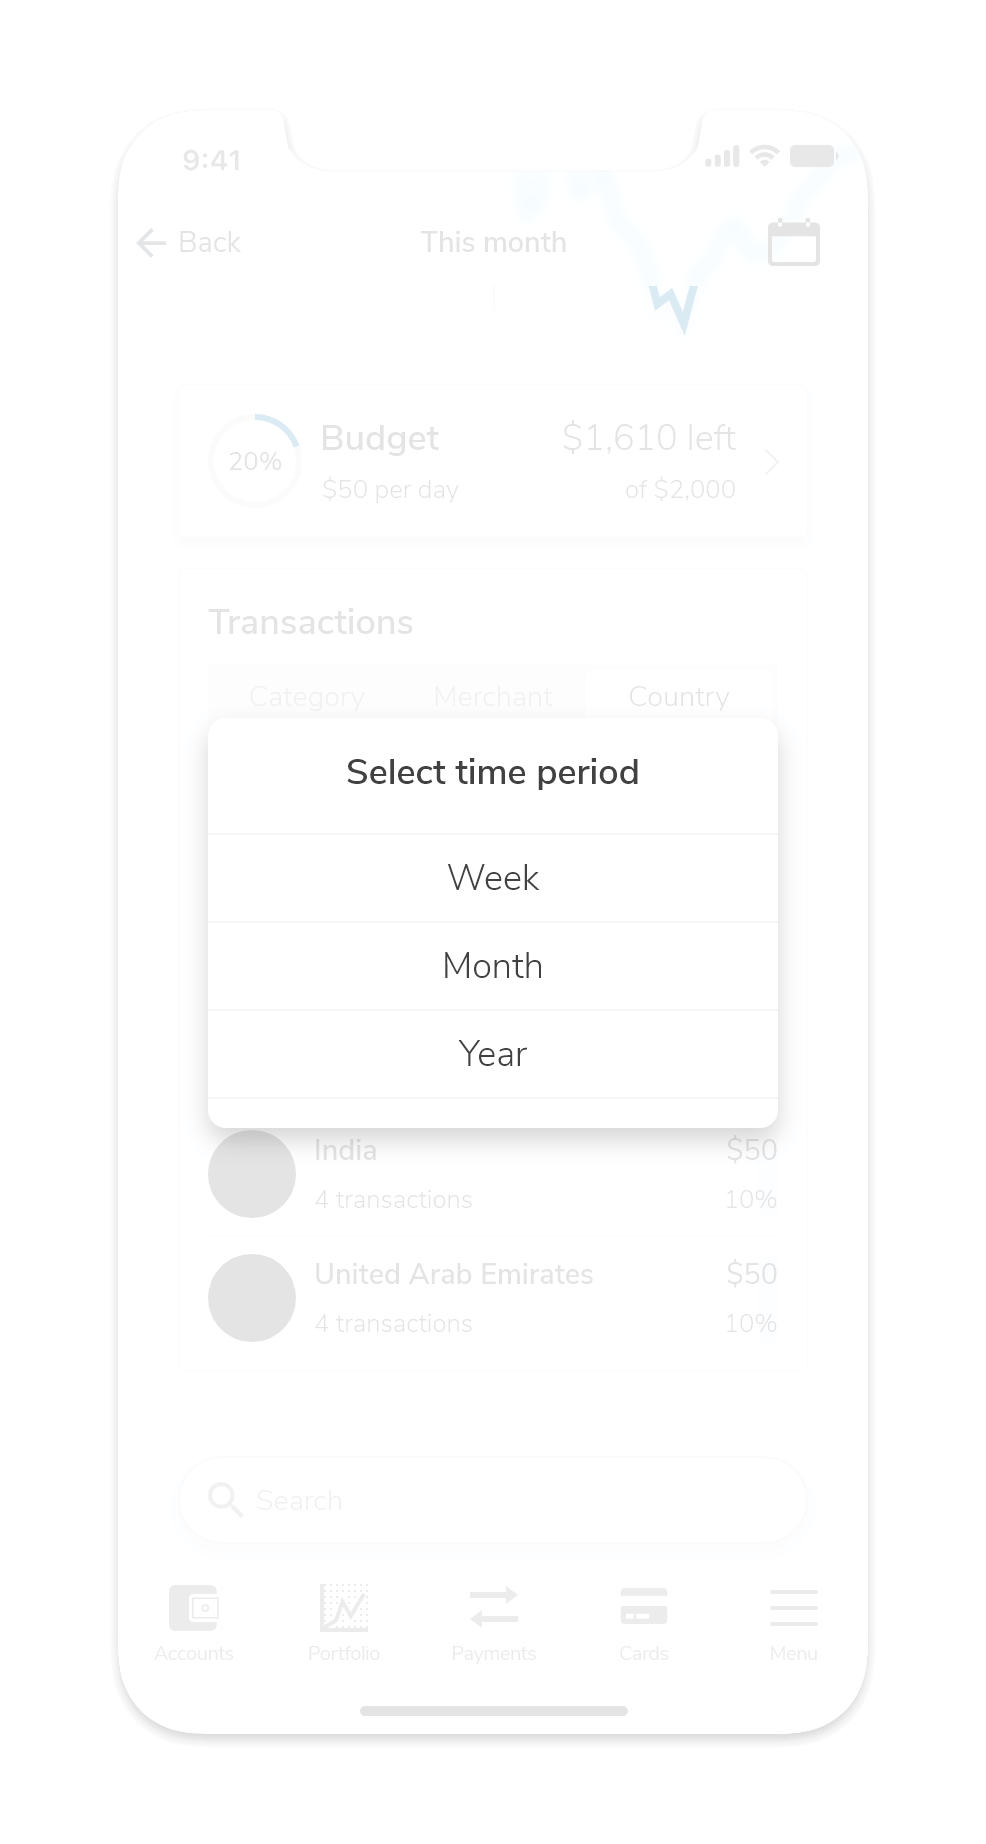 9:41
Back
This month
20%
Budget
$1,610 left
$50 per day
of $2,000
Transactions
Category
Merchant
Country
Select time period
Week
Month
Year
India
$50
4 transactions
10%
United Arab Emirates
$50
4 transactions
10%
Search
Accounts
Portfolio
Payments
Cards
Menu